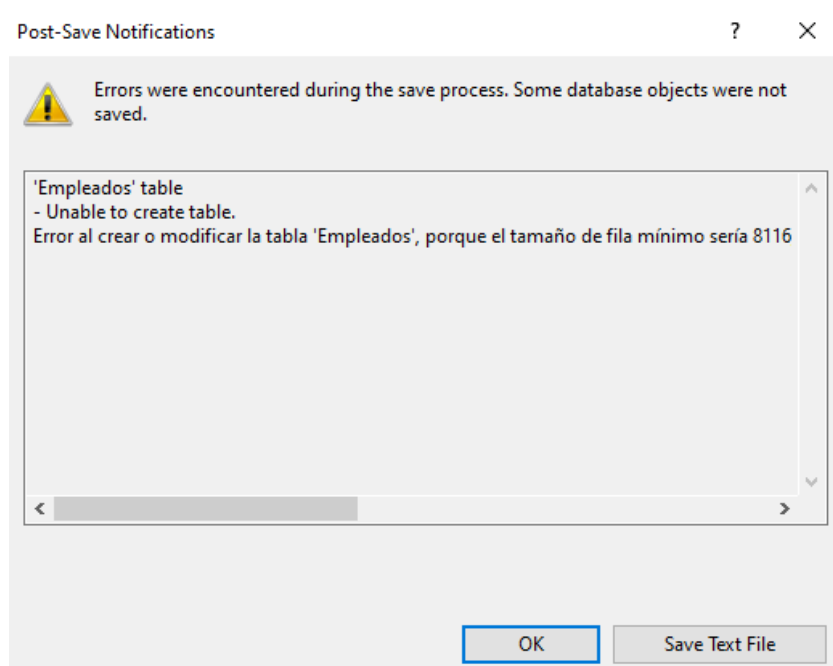 Post-Save Notifications
?
Errors were encountered during the save process. Some database objects were not
saved.
'Empleados' table
- Unable to create table.
Error al crear o modificar la tabla 'Empleados', porque el tamaño de fila mínimo sería 8116
OK
Save Text File